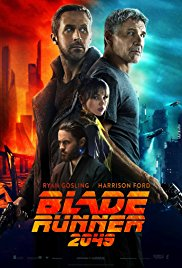 RYAN GOSLING / HARRISON FORD
BLADE
RUNNER
2049